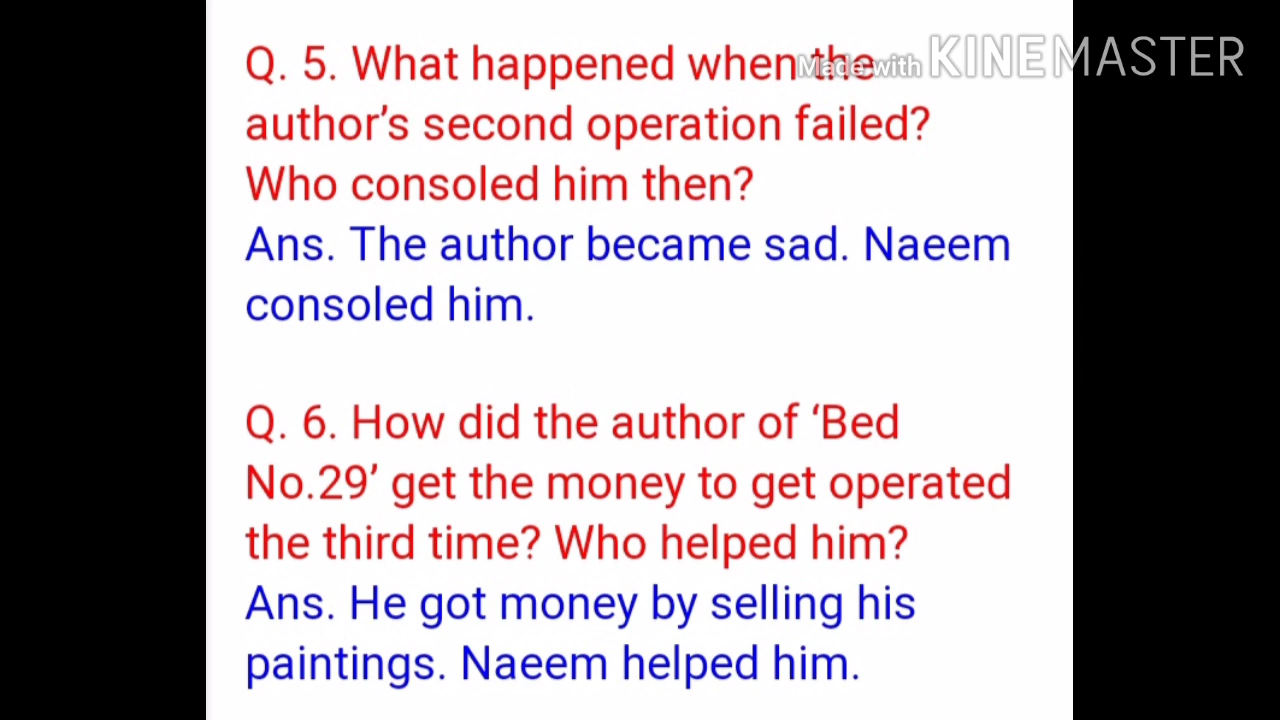 Q. 5. What happened when the
author’s second operation failed?
Who consoled him then?
Ans. The author became sad. Naeem
consoled him.
Q. 6. How did the author of ‘Bed
No.29’ get the money to get operated
the third time? Who helped him?
Ans. He got money by selling his
paintings. Naeem helped him.
Made with KINEMASTER